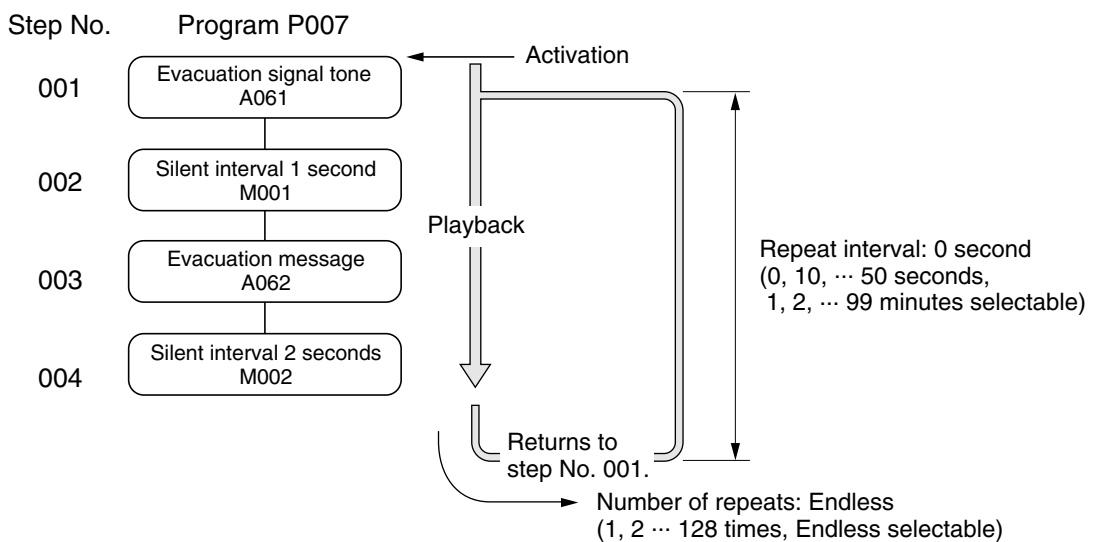 Step No. Program P007
Activation
001 Evacuation signal tone
A061
002 Silent interval 1 second
M001
Playback
003 Evacuation message
A062
Repeat interval: 0 second
(0, 10, ··· 50 seconds,
1, 2, ··· 99 minutes selectable)
004 Silent interval 2 seconds
M002
Returns to
step No. 001.
Number of repeats: Endless
(1, 2 ··· 128 times, Endless selectable)